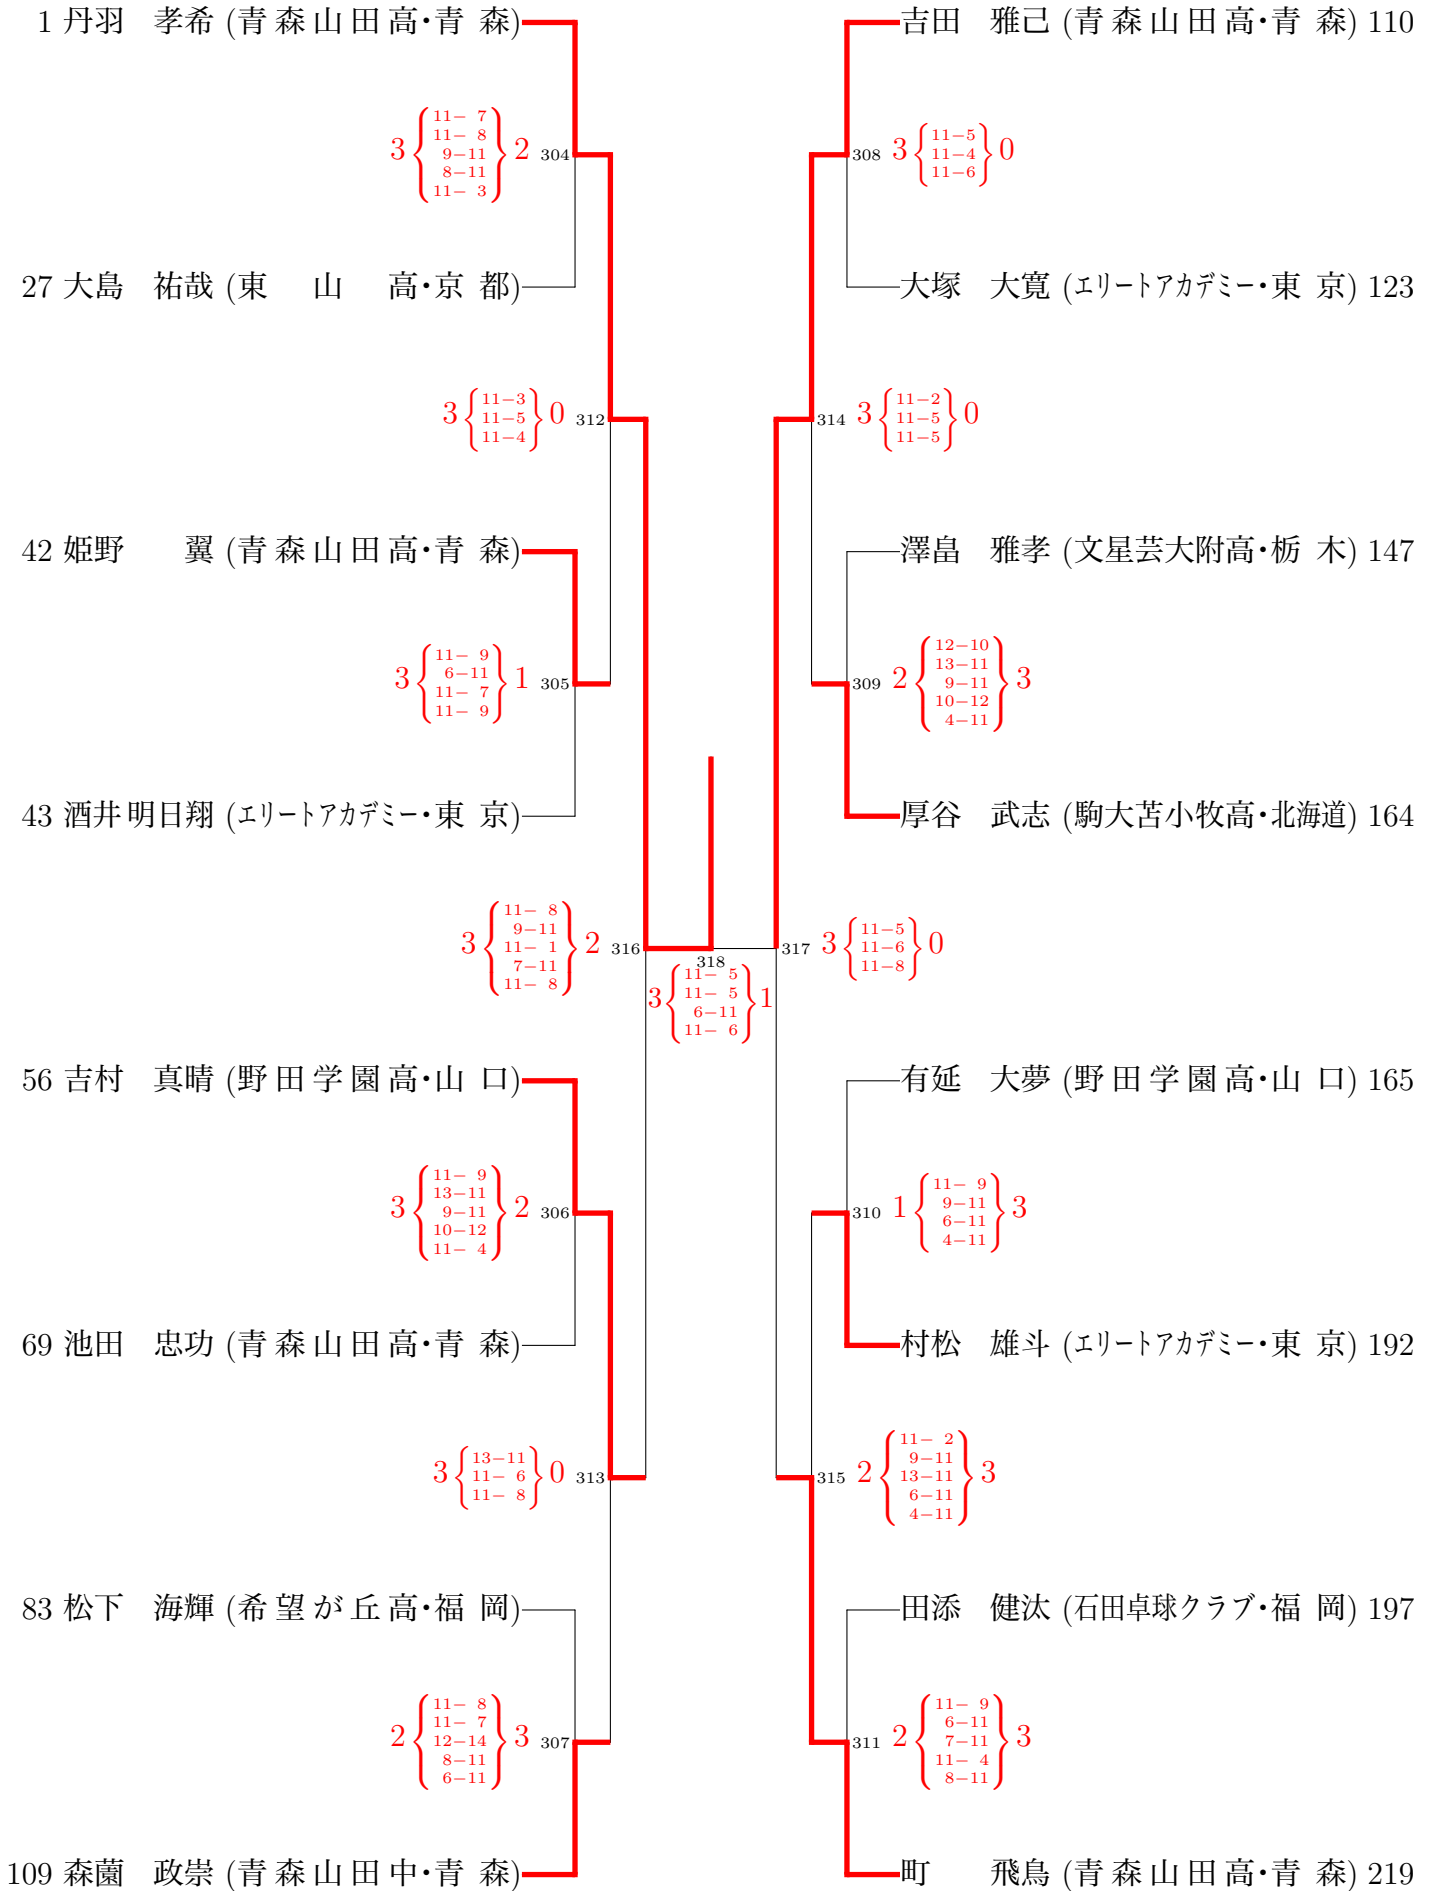 1 丹羽　孝希 (青森山田高・青 森)
吉田　雅己 (青森山田高・青 森) 110
11- 7
11- 8
3 9-11 2 304
8-11
11- 3
11-5
308 3 11-4 0
11-6
27 大島　祐哉 (東　山　高・京 都)
大塚　大寛 (エリートアカデミー・東 京) 123
11-3
3 11-5 0 312
11-4
11-2
314 3 11-5 0
11-5
42 姫野　　翼 (青森山田高・青 森)
澤畠　雅孝 (文星芸大附高・栃 木) 147
11- 9
6-11
3 11- 7 1 305
11- 9
12-10
13-11
309 2 9-11 3
10-12
4-11
43 酒井明日翔 (エリートアカデミー・東 京)
厚谷　武志 (駒大苫小牧高・北海道) 164
11- 8
9-11
3 11- 1 2 316
7-11
11- 8
318
11- 5
11- 5
3 6-11 1
11- 6
11-5
317 3 11-6 0
11-8
56 吉村　真晴 (野田学園高・山 口)
有延　大夢 (野田学園高・山 口) 165
11- 9
13-11
3 9-11 2 306
10-12
11- 4
11- 9
9-11
310 1 6-11 3
4-11
69 池田　忠功 (青森山田高・青 森)
村松　雄斗 (エリートアカデミー・東 京) 192
13-11
3 11- 6 0 313
11- 8
11- 2
9-11
315 2 13-11 3
6-11
4-11
83 松下　海輝 (希望が丘高・福 岡)
田添　健汰 (石田卓球クラブ・福 岡) 197
11- 8
11- 7
2 12-14 3 307
8-11
6-11
11- 9
6-11
311 2 7-11 3
11- 4
8-11
109 森薗　政崇 (青森山田中・青 森)
町　　飛鳥 (青森山田高・青 森) 219